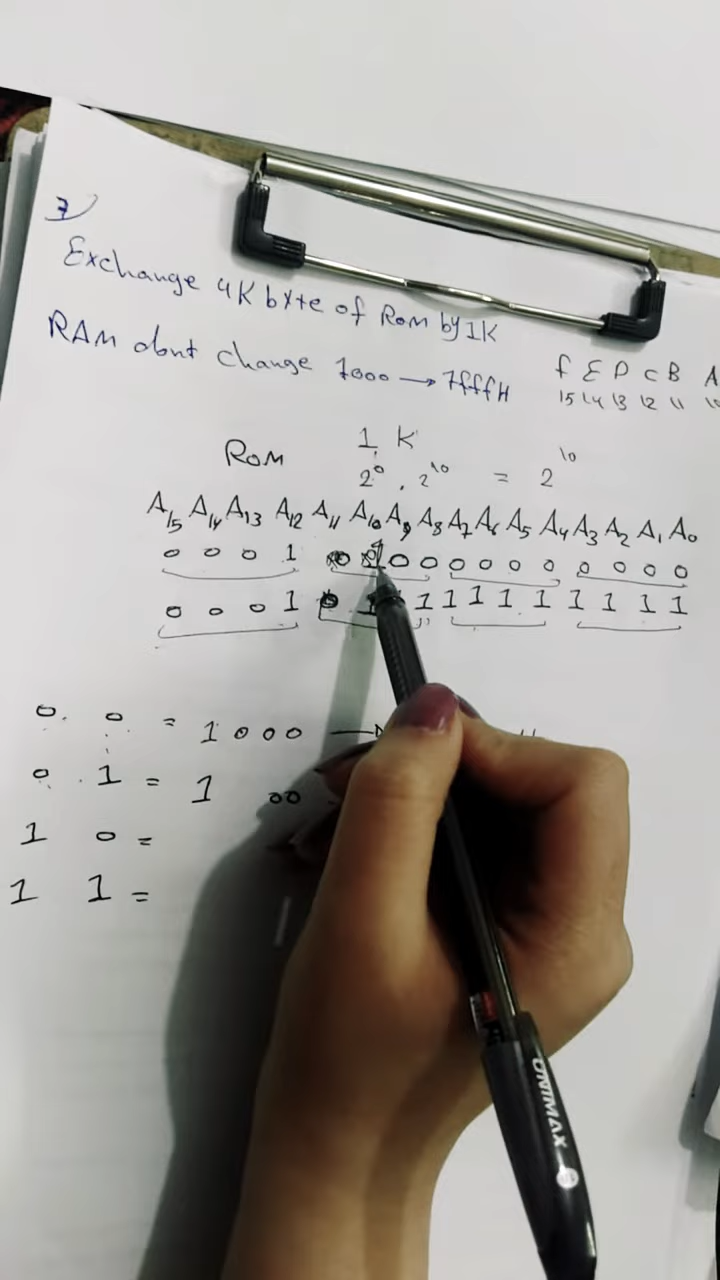 7
Exchange 4K byte of Rom by 1K
RAM dont change 7000 → 7fffH
f E D C B A
15 14 13 12 11 10
1 K
Rom
2⁰ . 2¹⁰ = 2¹⁰
A₁₅ A₁₄ A₁₃ A₁₂ A₁₁ A₁₀ A₉ A₈ A₇ A₆ A₅ A₄ A₃ A₂ A₁ A₀
0 0 0 1 0 0 0 0 0 0 0 0 0 0
0 0 0 1 0 1 1 1 1 1 1 1 1 1 1
0 . 0 = 1000 →
0 . 1 = 1 00
1 0 =
1 1 =
UNIMAX